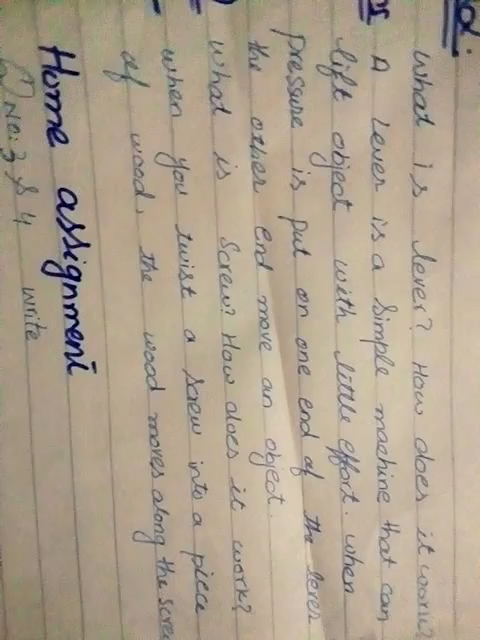 What is lever? How does it work
A Lever is a simple machine that can
lift object with little effort. when
pressure is put on one end of the lever
the other end move an object.
what is Screw? How does it work?
when you twist a screw into a piece
of wood, the wood moves along the
Home assignment
No: 3 & 4 write